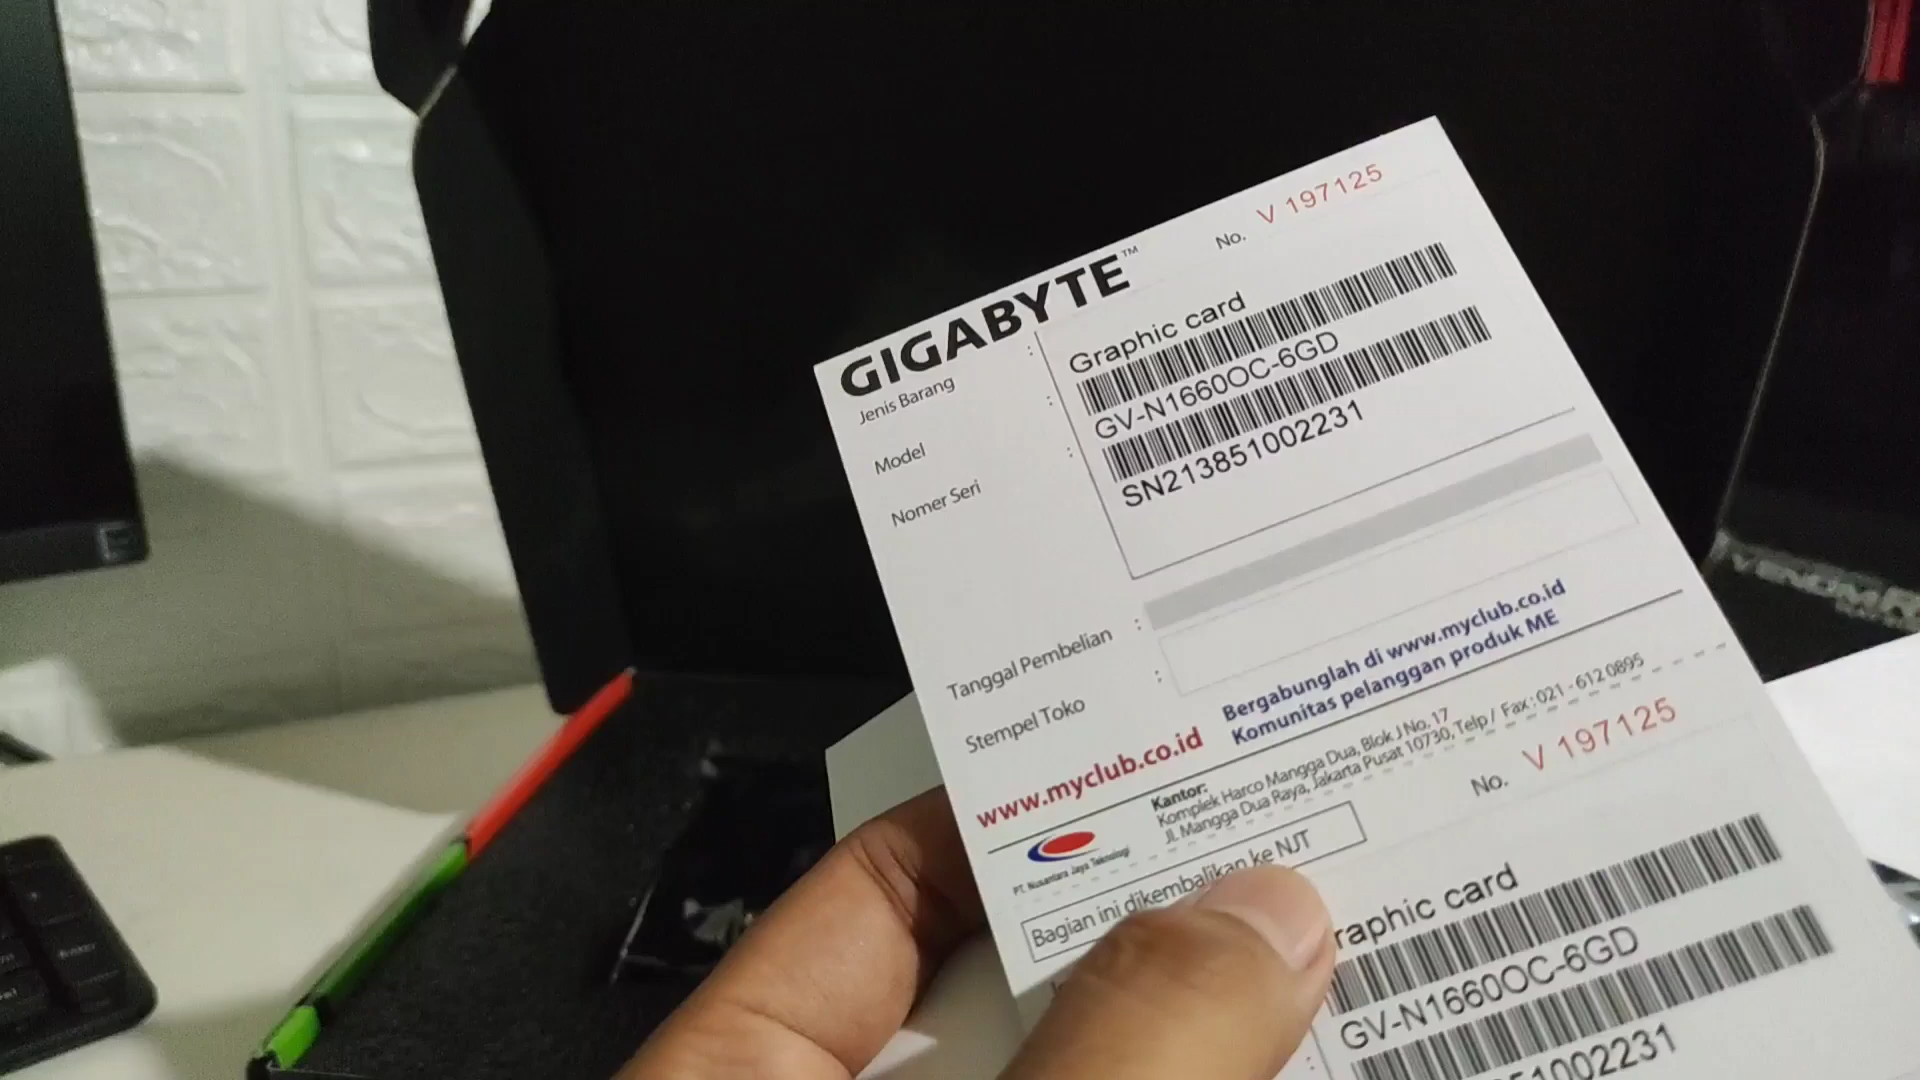 No. V 197125
GIGABYTE™
Jenis Barang : Graphic card
Model : GV-N1660OC-6GD
Nomer Seri : SN213851002231
Tanggal Pembelian :
Stempel Toko :
www.myclub.co.id
Bergabunglah di www.myclub.co.id
Komunitas pelanggan produk ME
PT. Nusantara Jaya Teknologi
Kantor:
Komplek Harco Mangga Dua, Blok J No. 17
Jl. Mangga Dua Raya, Jakarta Pusat 10730, Telp / Fax : 021 - 612 0895
Bagian ini dikembalikan ke NJT
No. V 197125
raphic card
GV-N1660OC-6GD
51002231